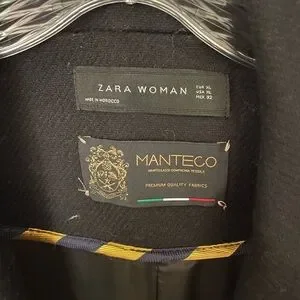 ZARA WOMAN
MADE IN MOROCCO
EUR XL
USA XL
MEX 32
MANTECO
PREMIUM QUALITY FABRICS